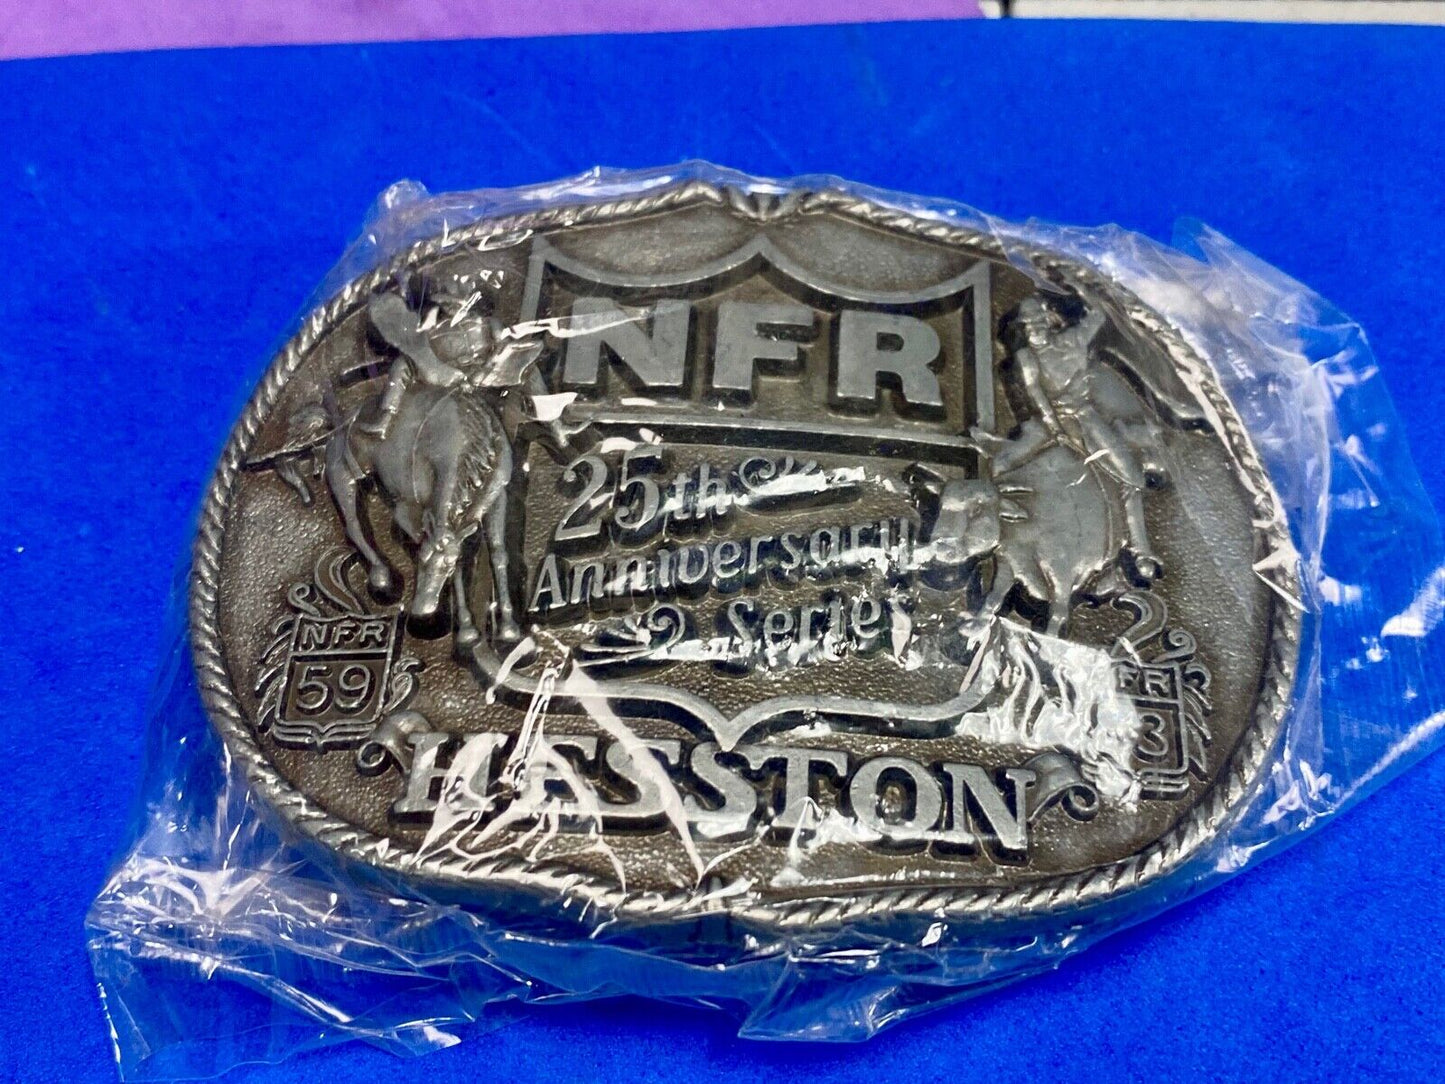 NFR
25th
Anniversary
Series
NFR
59
FR
3
HESSTON